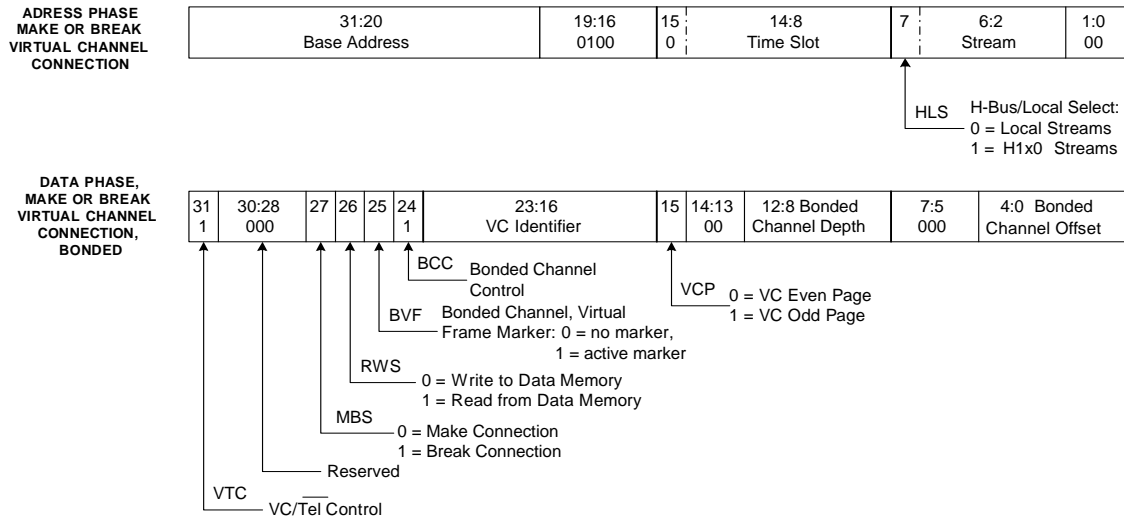 ADRESS PHASE
MAKE OR BREAK
VIRTUAL CHANNEL
CONNECTION
31:20 19:16 15 14:8 7 6:2 1:0
Base Address 0100 0 Time Slot Stream 00
HLS H-Bus/Local Select:
0 = Local Streams
1 = H1x0 Streams
DATA PHASE,
MAKE OR BREAK
VIRTUAL CHANNEL
CONNECTION,
BONDED
31 30:28 27 26 25 24 23:16 15 14:13 12:8 Bonded 7:5 4:0 Bonded
1 000 1 VC Identifier 00 Channel Depth 000 Channel Offset
BCC Bonded Channel
Control
VCP 0 = VC Even Page
1 = VC Odd Page
BVF Bonded Channel, Virtual
Frame Marker: 0 = no marker,
1 = active marker
RWS
0 = Write to Data Memory
1 = Read from Data Memory
MBS
0 = Make Connection
1 = Break Connection
Reserved
VTC
VC/Tel Control